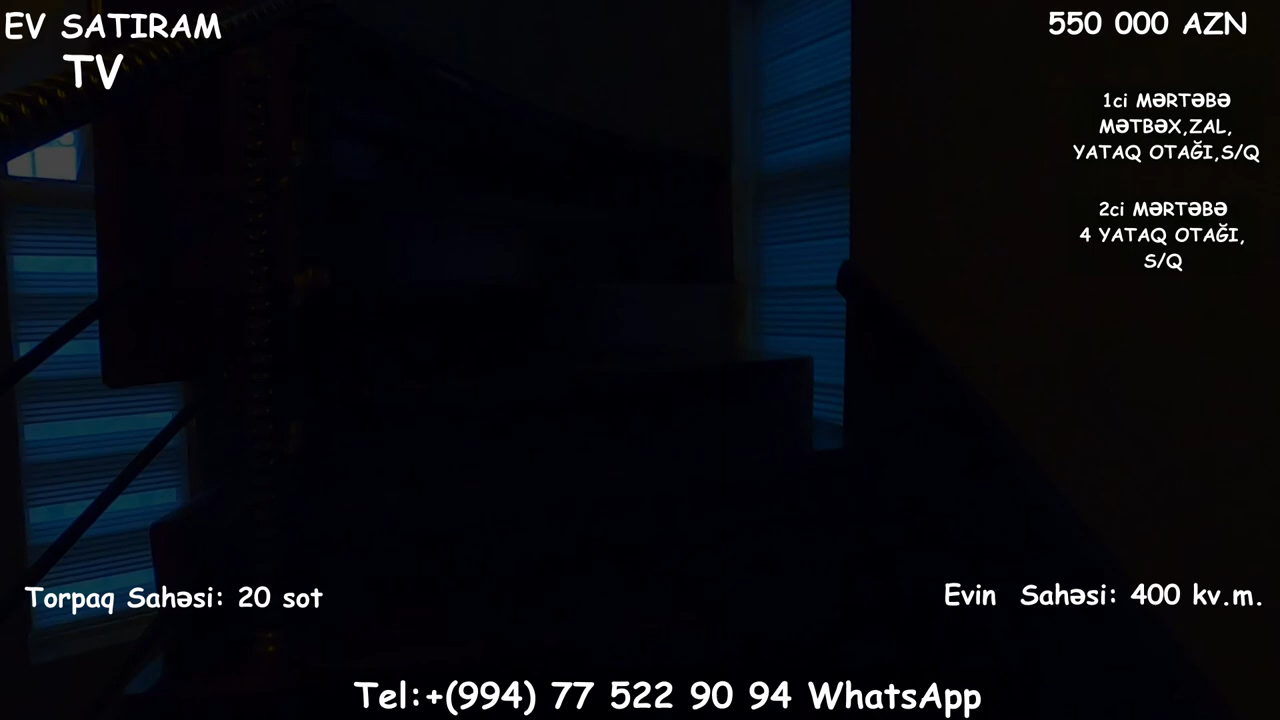 EV SATIRAM
TV
550 000 AZN
1ci MƏRTƏBƏ
MƏTBƏX,ZAL,
YATAQ OTAĞI,S/Q
2ci MƏRTƏBƏ
4 YATAQ OTAĞI,
S/Q
Torpaq Sahəsi: 20 sot
Evin Sahəsi: 400 kv.m.
Tel:+(994) 77 522 90 94 WhatsApp